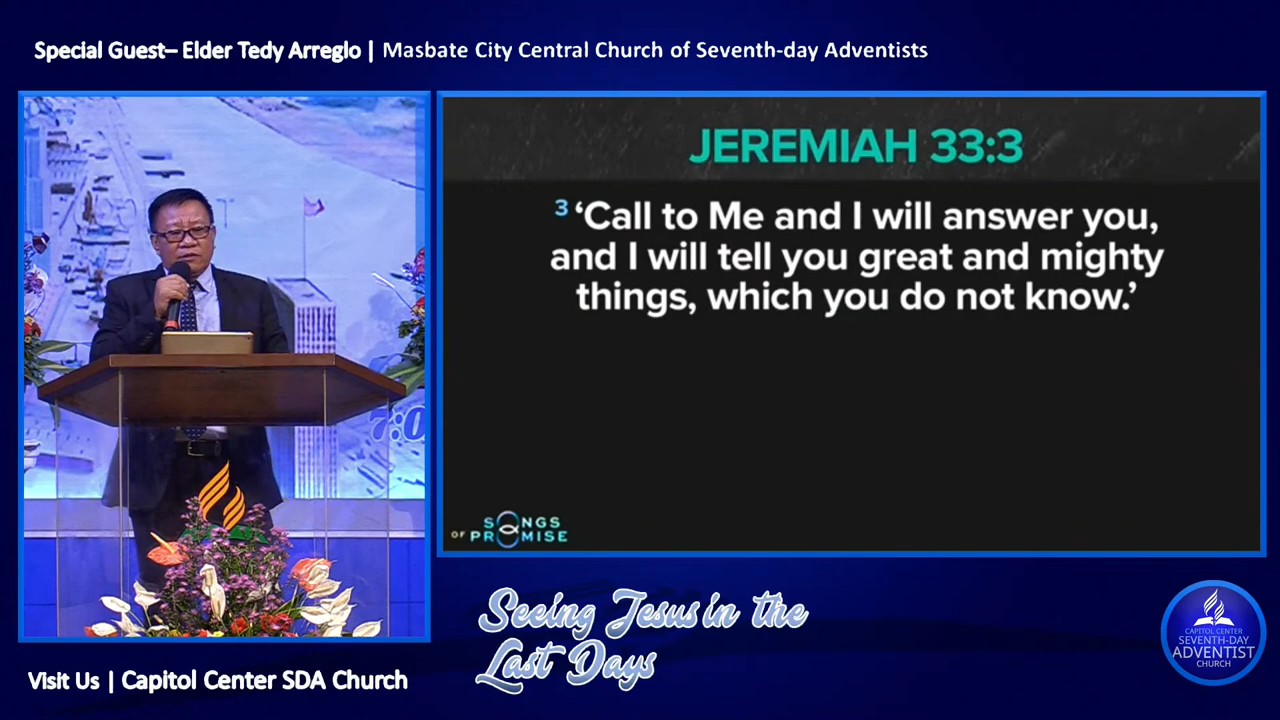 Special Guest– Elder Tedy Arreglo | Masbate City Central Church of Seventh-day Adventists
JEREMIAH 33:3
3 ‘Call to Me and I will answer you,
and I will tell you great and mighty
things, which you do not know.’
SONGS
OF PROMISE
7:0
Seeing Jesus in the
Last Days
Visit Us | Capitol Center SDA Church
CAPITOL CENTER
SEVENTH-DAY
ADVENTIST
CHURCH